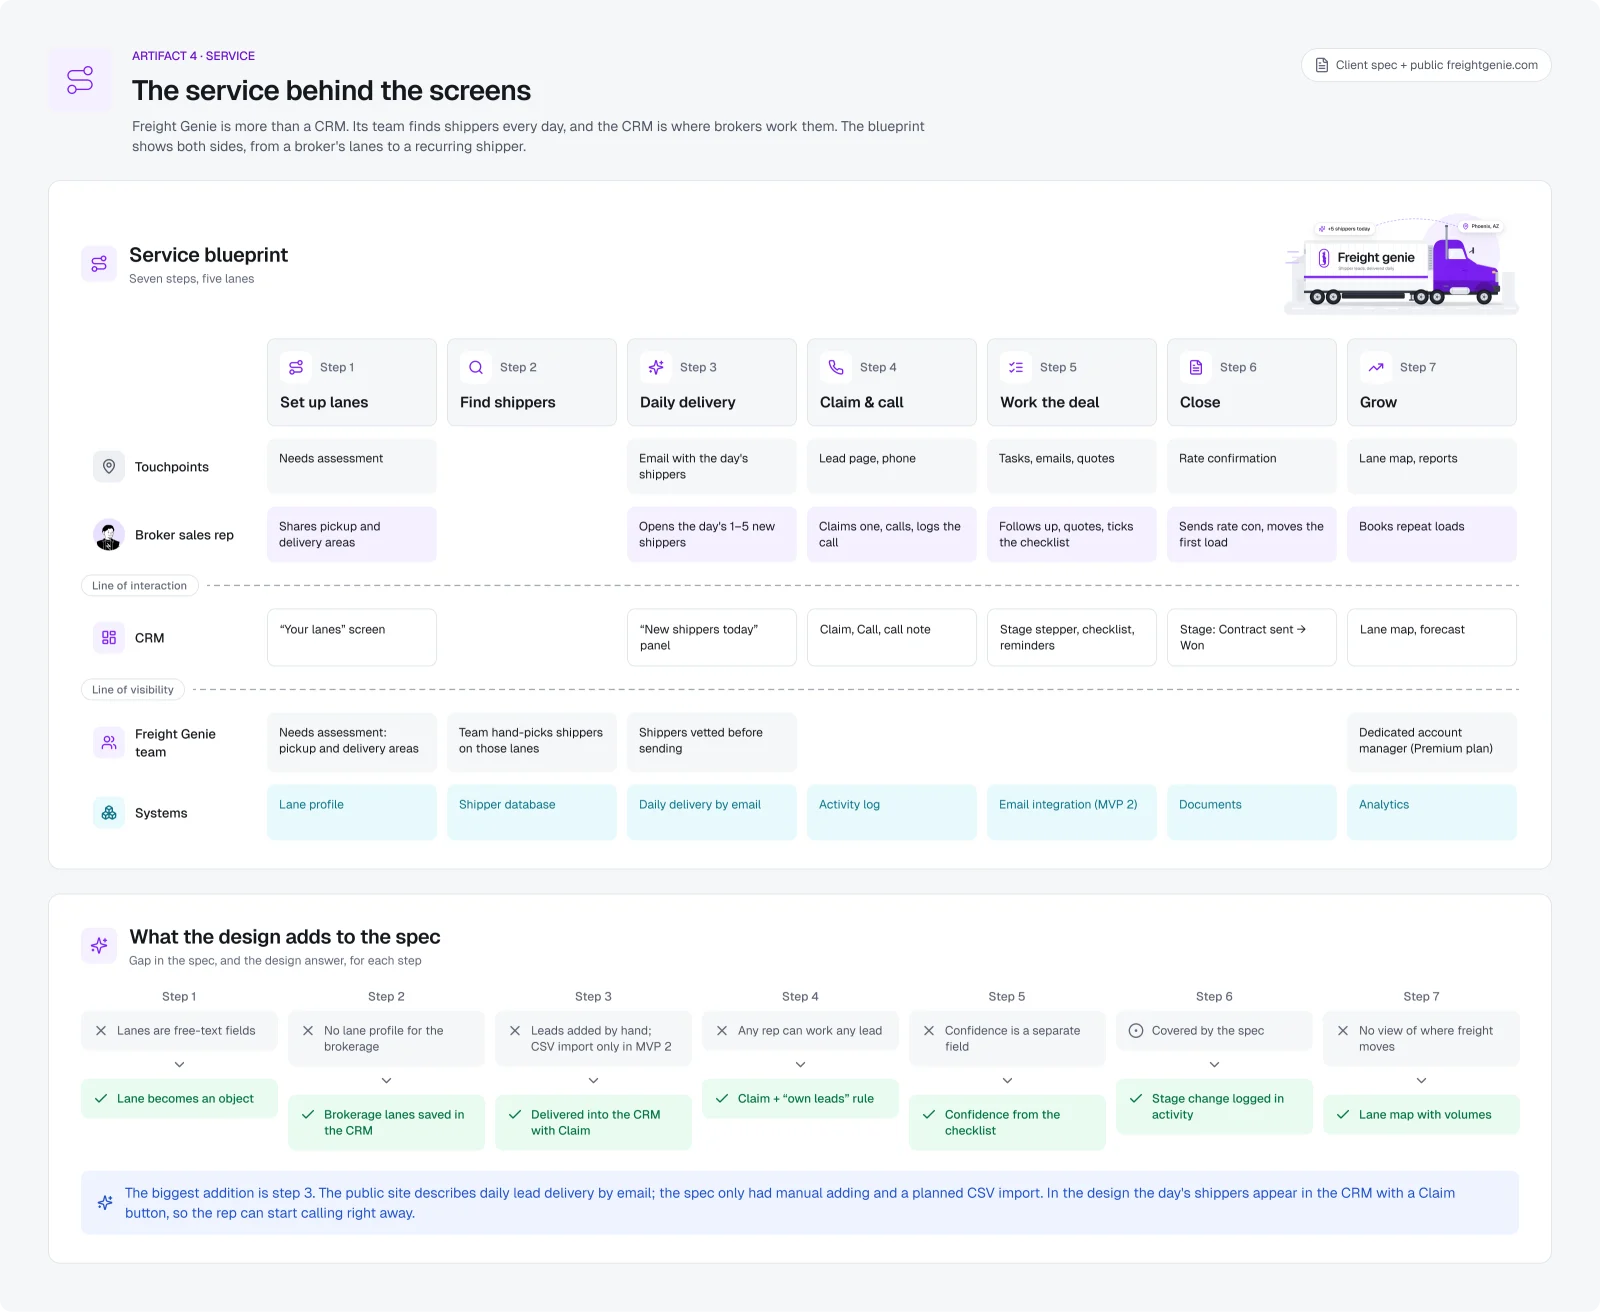 ARTIFACT 4 · SERVICE
The service behind the screens
Freight Genie is more than a CRM. Its team finds shippers every day, and the CRM is where brokers work them. The blueprint
shows both sides, from a broker's lanes to a recurring shipper.
Client spec + public freightgenie.com
Service blueprint
Seven steps, five lanes
+5 shippers today
Phoenix, AZ
Freight genie
Shipper leads, delivered daily
Step 1
Set up lanes
Step 2
Find shippers
Step 3
Daily delivery
Step 4
Claim & call
Step 5
Work the deal
Step 6
Close
Step 7
Grow
Touchpoints
Needs assessment
Email with the day's
shippers
Lead page, phone
Tasks, emails, quotes
Rate confirmation
Lane map, reports
Broker sales rep
Shares pickup and
delivery areas
Opens the day's 1–5 new
shippers
Claims one, calls, logs the
call
Follows up, quotes, ticks
the checklist
Sends rate con, moves the
first load
Books repeat loads
Line of interaction
CRM
“Your lanes” screen
“New shippers today”
panel
Claim, Call, call note
Stage stepper, checklist,
reminders
Stage: Contract sent →
Won
Lane map, forecast
Line of visibility
Freight Genie
team
Needs assessment:
pickup and delivery areas
Team hand-picks shippers
on those lanes
Shippers vetted before
sending
Dedicated account
manager (Premium plan)
Systems
Lane profile
Shipper database
Daily delivery by email
Activity log
Email integration (MVP 2)
Documents
Analytics
What the design adds to the spec
Gap in the spec, and the design answer, for each step
Step 1
Lanes are free-text fields
Lane becomes an object
Step 2
No lane profile for the
brokerage
Brokerage lanes saved in
the CRM
Step 3
Leads added by hand;
CSV import only in MVP 2
Delivered into the CRM
with Claim
Step 4
Any rep can work any lead
Claim + “own leads” rule
Step 5
Confidence is a separate
field
Confidence from the
checklist
Step 6
Covered by the spec
Stage change logged in
activity
Step 7
No view of where freight
moves
Lane map with volumes
The biggest addition is step 3. The public site describes daily lead delivery by email; the spec only had manual adding and a planned CSV import. In the design the day's shippers appear in the CRM with a Claim
button, so the rep can start calling right away.